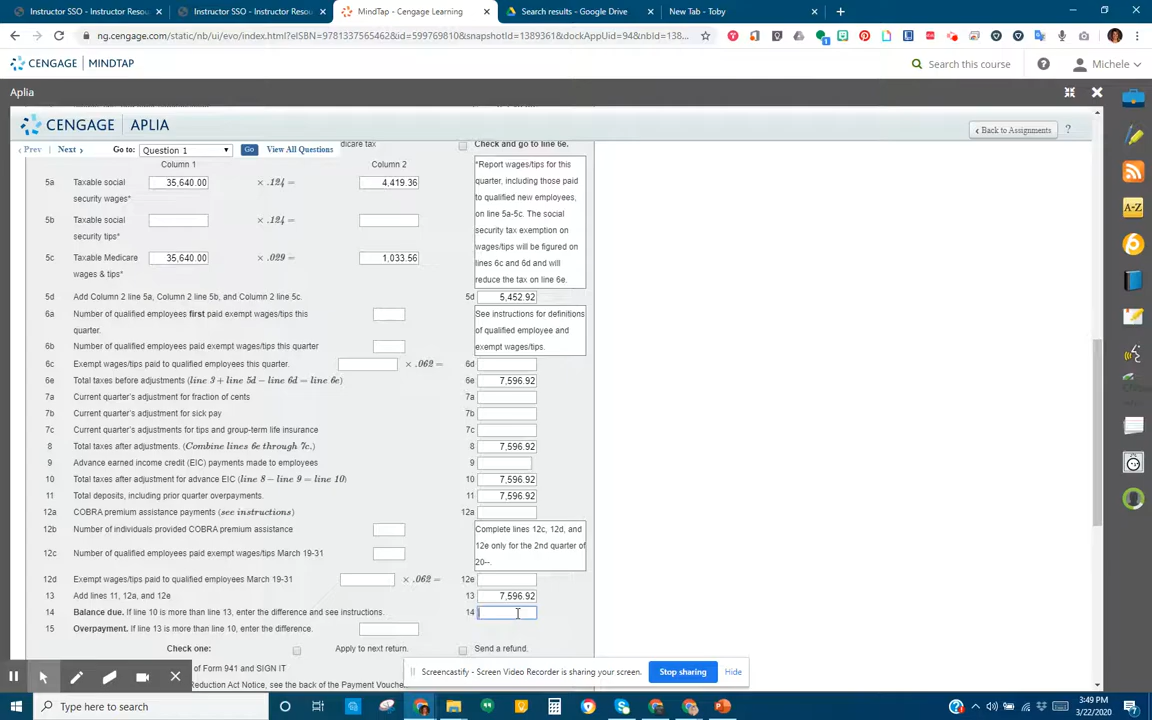 Instructor SSO - Instructor Resou
Instructor SSO - Instructor Resou
MindTap - Cengage Learning
Search results - Google Drive
New Tab - Toby
ng.cengage.com/static/nb/ui/evo/index.html?eISBN=9781337565462&id=599769810&snapshotId=1389361&dockAppUid=94&nbId=138...
CENGAGE MINDTAP
Search this course
Michele
Aplia
CENGAGE APLIA
Back to Assignments
?
Prev Next Go to: Question 1 Go View All Questions
dicare tax
Check and go to line 6e.
Column 1
Column 2
*Report wages/tips for this
quarter, including those paid
to qualified new employees,
on line 5a-5c. The social
security tax exemption on
wages/tips will be figured on
lines 6c and 6d and will
reduce the tax on line 6e.
5a Taxable social
security wages*
35,640.00 × .124 = 4,419.36
5b Taxable social
security tips*
× .124 =
5c Taxable Medicare
wages & tips*
35,640.00 × .029 = 1,033.56
5d Add Column 2 line 5a, Column 2 line 5b, and Column 2 line 5c. 5d 5,452.92
6a Number of qualified employees first paid exempt wages/tips this
quarter.
See instructions for definitions
of qualified employee and
exempt wages/tips.
6b Number of qualified employees paid exempt wages/tips this quarter
6c Exempt wages/tips paid to qualified employees this quarter. × .062 = 6d
6e Total taxes before adjustments (line 3 + line 5d − line 6d = line 6e) 6e 7,596.92
7a Current quarter's adjustment for fraction of cents 7a
7b Current quarter's adjustment for sick pay 7b
7c Current quarter's adjustments for tips and group-term life insurance 7c
8 Total taxes after adjustments. (Combine lines 6e through 7c.) 8 7,596.92
9 Advance earned income credit (EIC) payments made to employees 9
10 Total taxes after adjustment for advance EIC (line 8 − line 9 = line 10) 10 7,596.92
11 Total deposits, including prior quarter overpayments. 11 7,596.92
12a COBRA premium assistance payments (see instructions) 12a
12b Number of individuals provided COBRA premium assistance
Complete lines 12c, 12d, and
12e only for the 2nd quarter of
20--.
12c Number of qualified employees paid exempt wages/tips March 19-31
12d Exempt wages/tips paid to qualified employees March 19-31 × .062 = 12e
13 Add lines 11, 12a, and 12e 13 7,596.92
14 Balance due. If line 10 is more than line 13, enter the difference and see instructions. 14
15 Overpayment. If line 13 is more than line 10, enter the difference.
Check one: Apply to next return. Send a refund.
of Form 941 and SIGN IT
Reduction Act Notice, see the back of the Payment Vouche
Screencastify - Screen Video Recorder is sharing your screen. Stop sharing Hide
Type here to search
3:49 PM
3/22/2020